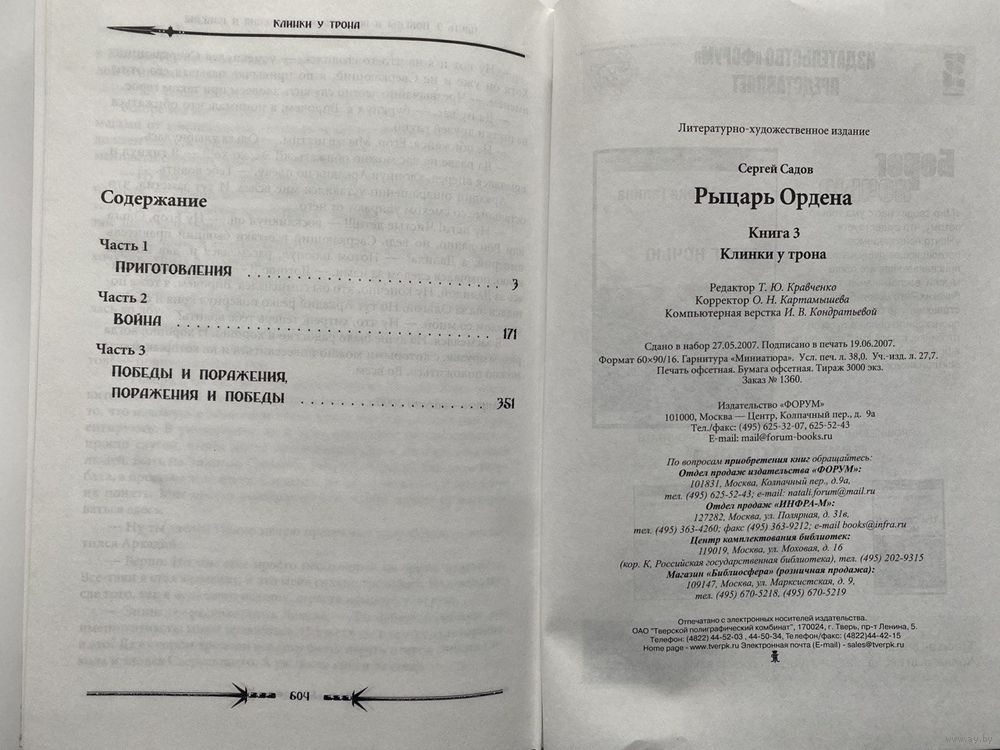 КЛИНКИ У ТРОНА
Содержание
Часть 1
ПРИГОТОВЛЕНИЯ . . . . . . . . . . . . . . . . . . . . . . . . 3
Часть 2
ВОЙНА . . . . . . . . . . . . . . . . . . . . . . . . . . . . 171
Часть 3
ПОБЕДЫ И ПОРАЖЕНИЯ,
ПОРАЖЕНИЯ И ПОБЕДЫ . . . . . . . . . . . . . . . . . 351
604
Литературно-художественное издание
Сергей Садов
Рыцарь Ордена
Книга 3
Клинки у трона
Редактор Т. Ю. Кравченко
Корректор О. Н. Картамышева
Компьютерная верстка И. В. Кондратьевой
Сдано в набор 27.05.2007. Подписано в печать 19.06.2007.
Формат 60×90/16. Гарнитура «Миниатюра». Усл. печ. л. 38,0. Уч.-изд. л. 27,7.
Печать офсетная. Бумага офсетная. Тираж 3000 экз.
Заказ № 1360.
Издательство «ФОРУМ»
101000, Москва — Центр, Колпачный пер., д. 9а
Тел./факс: (495) 625-32-07, 625-52-43
E-mail: mail@forum-books.ru
По вопросам приобретения книг обращайтесь:
Отдел продаж издательства «ФОРУМ»:
101831, Москва, Колпачный пер., д.9а,
тел. (495) 625-52-43; e-mail: natali.forum@mail.ru
Отдел продаж «ИНФРА-М»:
127282, Москва, ул. Полярная, д. 31в,
тел. (495) 363-4260; факс (495) 363-9212; e-mail books@infra.ru
Центр комплектования библиотек:
119019, Москва, ул. Моховая, д. 16
(кор. К, Российская государственная библиотека), тел. (495) 202-9315
Магазин «Библиосфера» (розничная продажа):
109147, Москва, ул. Марксистская, д. 9,
тел. (495) 670-5218, (495) 670-5219
Отпечатано с электронных носителей издательства.
ОАО "Тверской полиграфический комбинат", 170024, г. Тверь, пр-т Ленина, 5.
Телефон: (4822) 44-52-03, 44-50-34, Телефон/факс: (4822)44-42-15
Home page - www.tverpk.ru Электронная почта (E-mail) - sales@tverpk.ru
www.ay.by